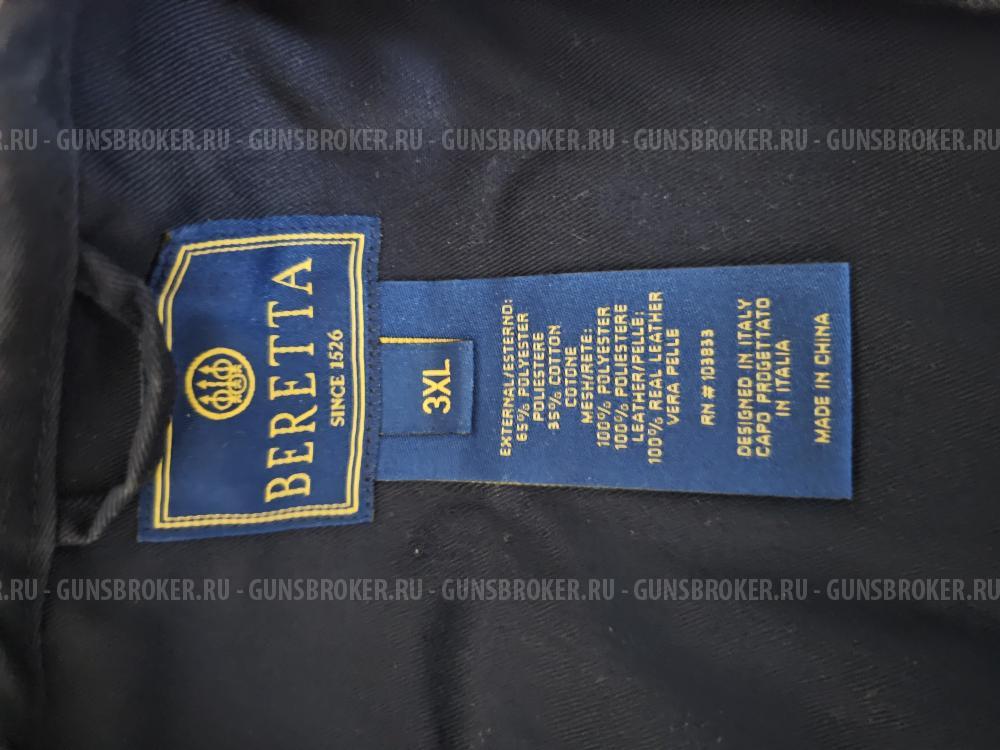 BERETTA
SINCE 1526
3XL
EXTERNAL/ESTERNO:
65% POLYESTER
POLIESTERE
35% COTTON
COTONE
MESH/RETE:
100% POLYESTER
100% POLIESTERE
LEATHER/PELLE:
100% REAL LEATHER
VERA PELLE
RN # 103833
DESIGNED IN ITALY
CAPO PROGETTATO
IN ITALIA
MADE IN CHINA
.RU - GUNSBROKER.RU - GUNSBROKER.RU - GUNSBROKER.RU - GUNSBROKER.RU - GUNSBROKER.RU
.RU - GUNSBROKER.RU - GUNSBROKER.RU - GUNSBROKER.RU - GUNSBROKER.RU - GUNSBROKER.RU